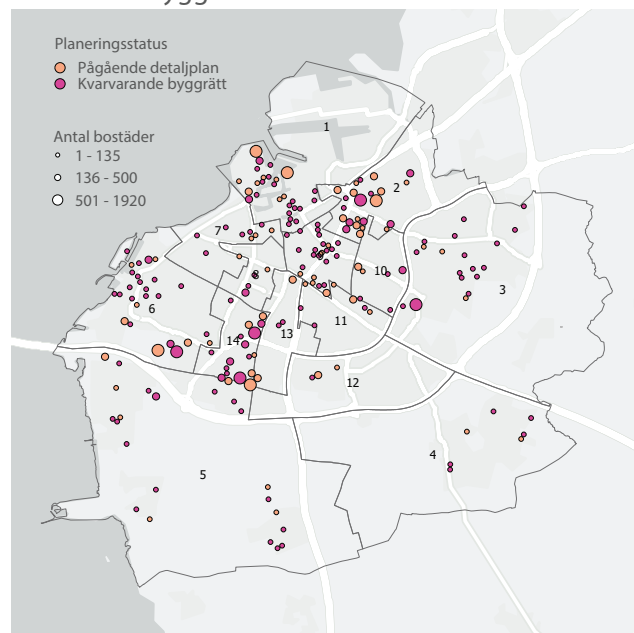 Planeringsstatus
Pågående detaljplan
Kvarvarande byggrätt
Antal bostäder
1 - 135
136 - 500
501 - 1920
1
2
7
8
10
3
6
11
14
13
12
4
5